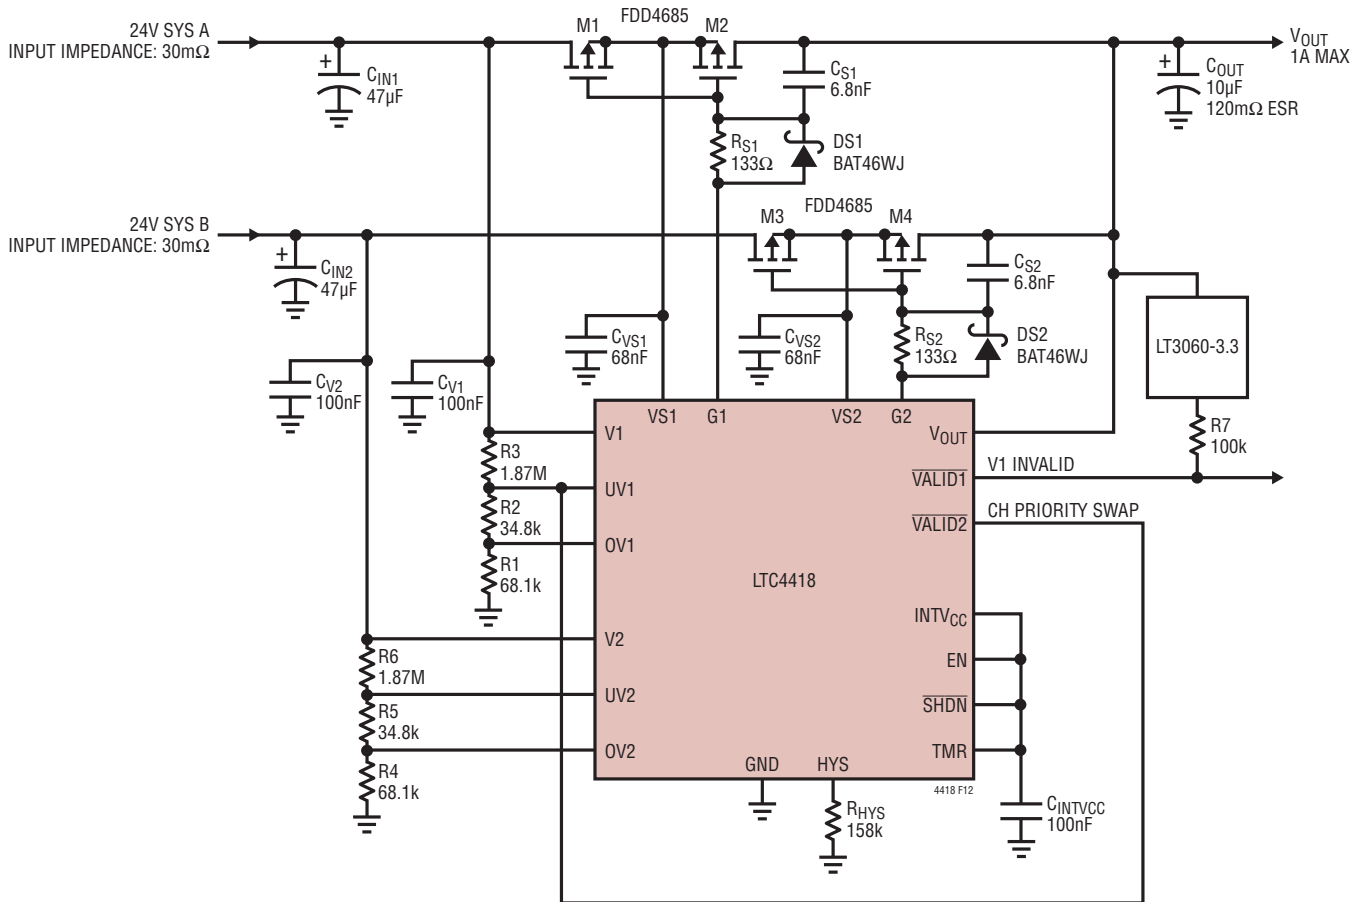 24V SYS A
INPUT IMPEDANCE: 30mΩ
+
CIN1
47µF
M1
FDD4685
M2
CS1
6.8nF
RS1
133Ω
DS1
BAT46WJ
+
COUT
10µF
120mΩ ESR
VOUT
1A MAX
24V SYS B
INPUT IMPEDANCE: 30mΩ
+
CIN2
47µF
M3
FDD4685
M4
CS2
6.8nF
RS2
133Ω
DS2
BAT46WJ
CVS1
68nF
CVS2
68nF
LT3060-3.3
R7
100k
CV2
100nF
CV1
100nF
VS1
G1
VS2
G2
V1
UV1
OV1
V2
UV2
OV2
VOUT
VALID1
VALID2
INTVCC
EN
SHDN
TMR
GND
HYS
LTC4418
V1 INVALID
CH PRIORITY SWAP
R3
1.87M
R2
34.8k
R1
68.1k
R6
1.87M
R5
34.8k
R4
68.1k
RHYS
158k
4418 F12
CINTVCC
100nF